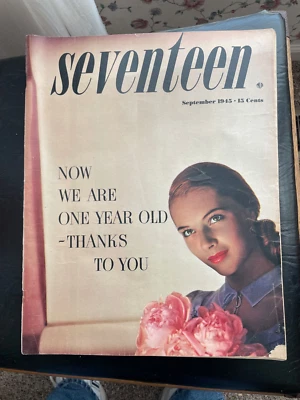 seventeen
September 1945 • 15 Cents
NOW
WE ARE
ONE YEAR OLD
-THANKS
TO YOU